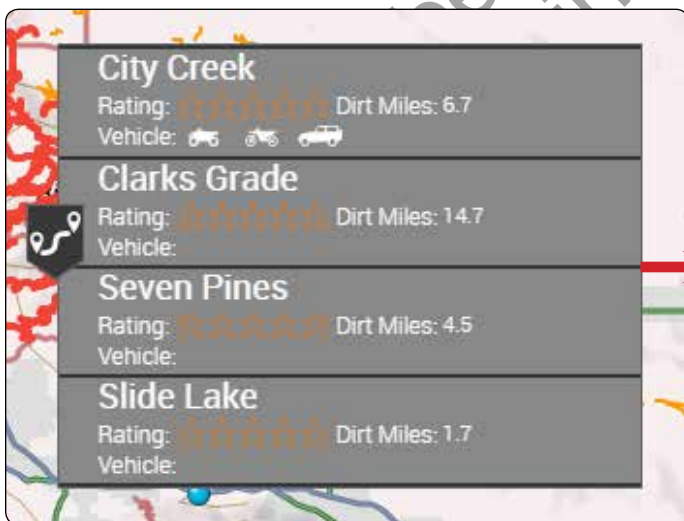 City Creek
Rating: Dirt Miles: 6.7
Vehicle:
Clarks Grade
Rating: Dirt Miles: 14.7
Vehicle:
Seven Pines
Rating: Dirt Miles: 4.5
Vehicle:
Slide Lake
Rating: Dirt Miles: 1.7
Vehicle: